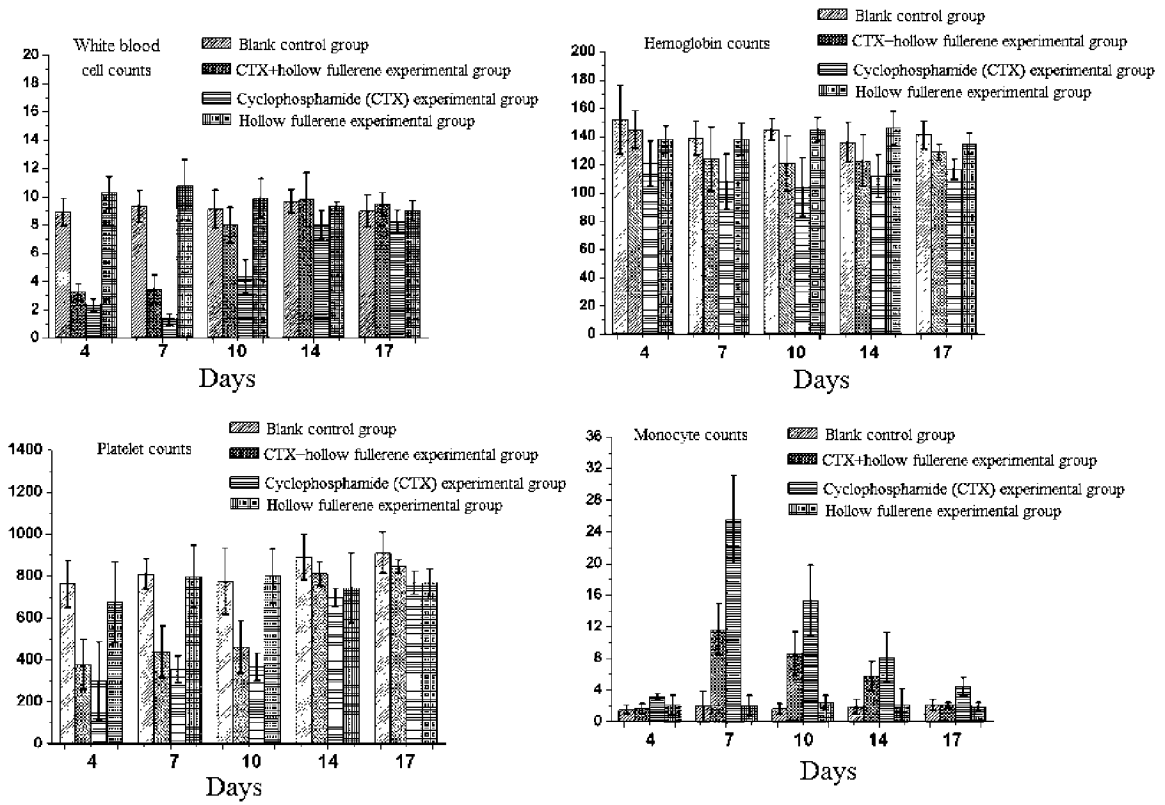 White blood
cell counts
Blank control group
CTX+hollow fullerene experimental group
Cyclophosphamide (CTX) experimental group
Hollow fullerene experimental group
20
18
16
14
12
10
8
6
4
2
0
4 7 10 14 17
Days
Hemoglobin counts
Blank control group
CTX-hollow fullerene experimental group
Cyclophosphamide (CTX) experimental group
Hollow fullerene experimental group
200
180
160
140
120
100
80
60
40
20
0
4 7 10 14 17
Days
Platelet counts
Blank control group
CTX-hollow fullerene experimental group
Cyclophosphamide (CTX) experimental group
Hollow fullerene experimental group
1400
1200
1000
800
600
400
200
0
4 7 10 14 17
Days
Monocyte counts
Blank control group
CTX+hollow fullerene experimental group
Cyclophosphamide (CTX) experimental group
Hollow fullerene experimental group
36
32
28
24
20
16
12
8
4
0
4 7 10 14 17
Days